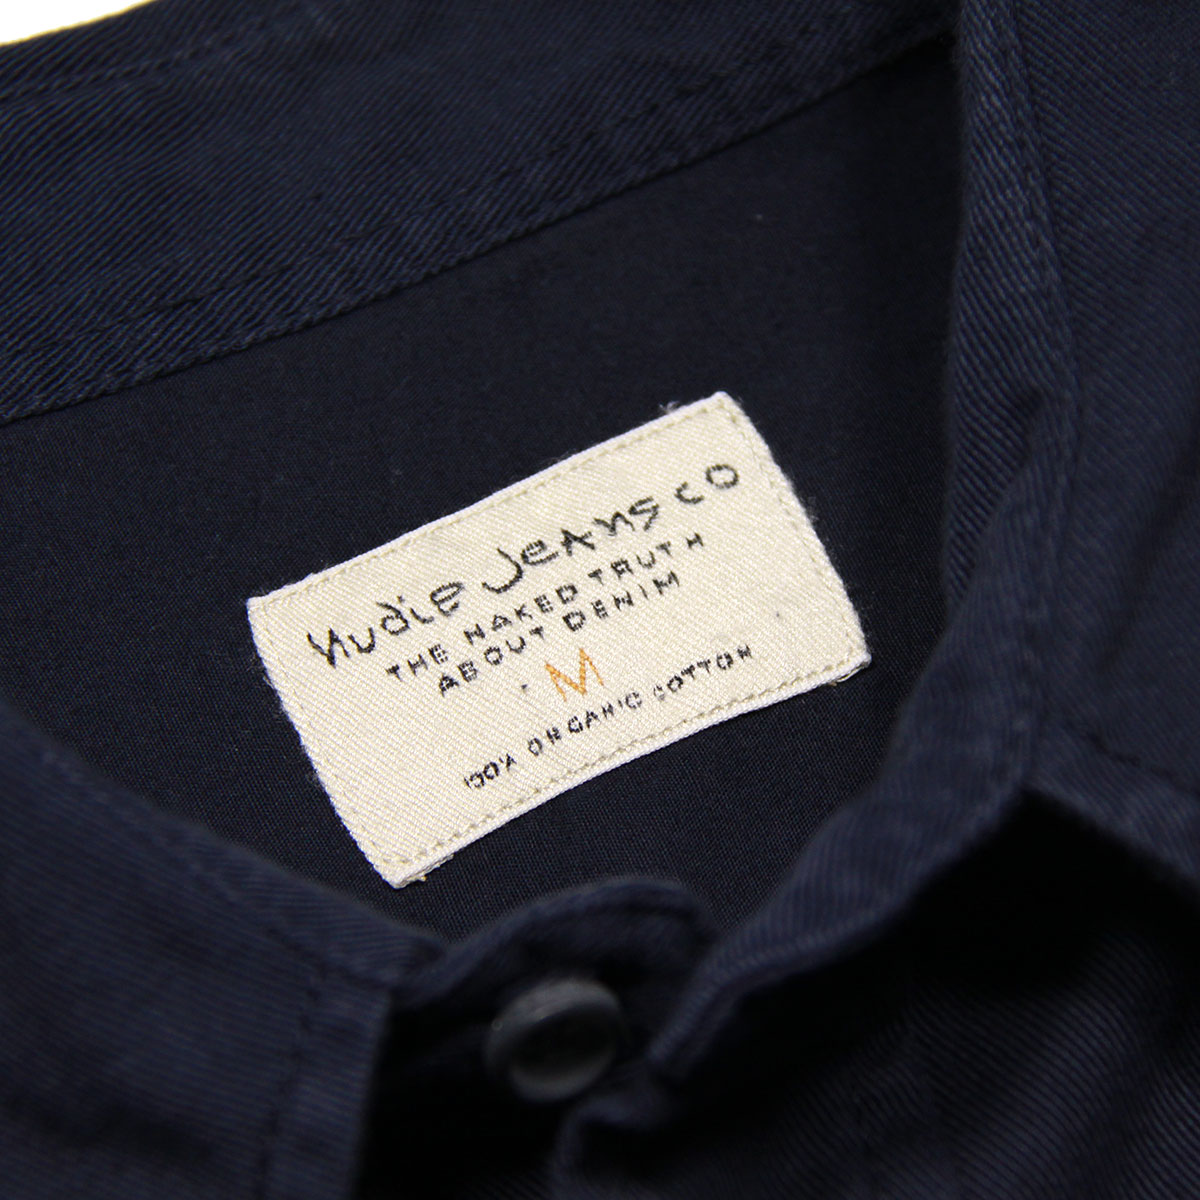 Nudie Jeans co
THE NAKED TRUTH
ABOUT DENIM
M
100% ORGANIC COTTON